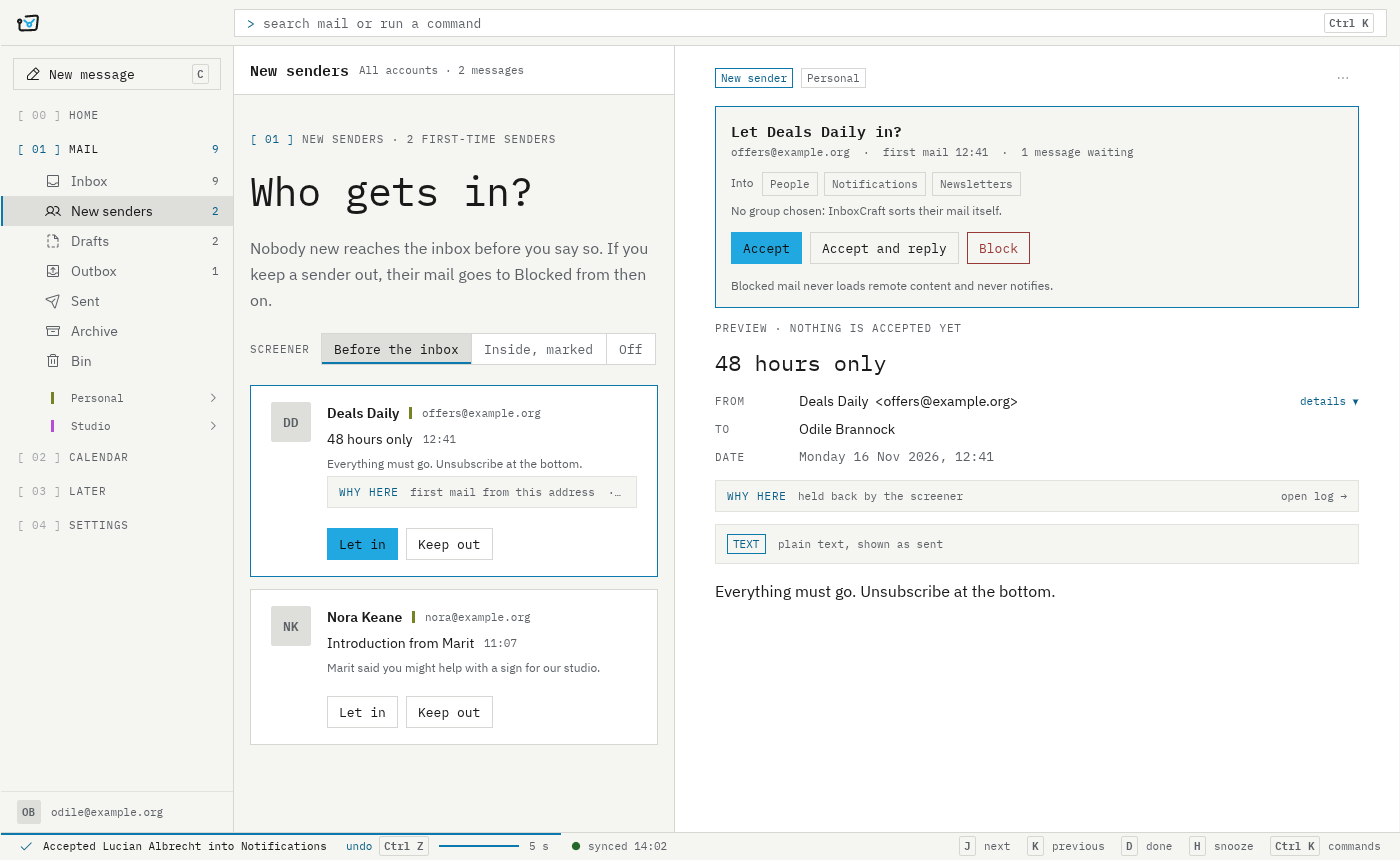 > search mail or run a command Ctrl K
New message C
[ 00 ] HOME
[ 01 ] MAIL 9
Inbox 9
New senders 2
Drafts 2
Outbox 1
Sent
Archive
Bin
Personal
Studio
[ 02 ] CALENDAR
[ 03 ] LATER
[ 04 ] SETTINGS
OB odile@example.org
New senders All accounts · 2 messages
[ 01 ] NEW SENDERS · 2 FIRST-TIME SENDERS
Who gets in?
Nobody new reaches the inbox before you say so. If you
keep a sender out, their mail goes to Blocked from then
on.
SCREENER Before the inbox Inside, marked Off
DD Deals Daily offers@example.org
48 hours only 12:41
Everything must go. Unsubscribe at the bottom.
WHY HERE first mail from this address ·…
Let in Keep out
NK Nora Keane nora@example.org
Introduction from Marit 11:07
Marit said you might help with a sign for our studio.
Let in Keep out
New sender Personal ···
Let Deals Daily in?
offers@example.org · first mail 12:41 · 1 message waiting
Into People Notifications Newsletters
No group chosen: InboxCraft sorts their mail itself.
Accept Accept and reply Block
Blocked mail never loads remote content and never notifies.
PREVIEW · NOTHING IS ACCEPTED YET
48 hours only
FROM Deals Daily <offers@example.org> details ▾
TO Odile Brannock
DATE Monday 16 Nov 2026, 12:41
WHY HERE held back by the screener open log →
TEXT plain text, shown as sent
Everything must go. Unsubscribe at the bottom.
Accepted Lucian Albrecht into Notifications undo Ctrl Z 5 s synced 14:02 J next K previous D done H snooze Ctrl K commands